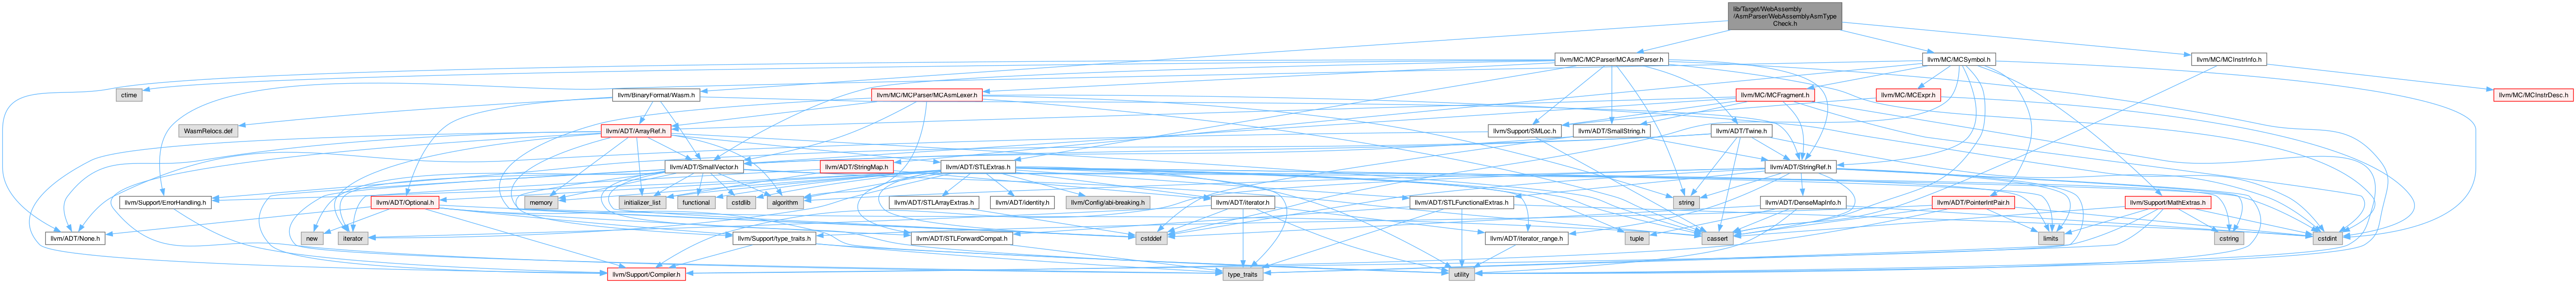 lib/Target/WebAssembly
/AsmParser/WebAssemblyAsmType
Check.h
llvm/MC/MCParser/MCAsmParser.h
llvm/MC/MCSymbol.h
llvm/MC/MCInstrInfo.h
ctime
llvm/BinaryFormat/Wasm.h
llvm/MC/MCParser/MCAsmLexer.h
llvm/MC/MCFragment.h
llvm/MC/MCExpr.h
llvm/MC/MCInstrDesc.h
WasmRelocs.def
llvm/ADT/ArrayRef.h
llvm/Support/SMLoc.h
llvm/ADT/SmallString.h
llvm/ADT/Twine.h
llvm/ADT/SmallVector.h
llvm/ADT/StringMap.h
llvm/ADT/STLExtras.h
llvm/ADT/StringRef.h
llvm/Support/ErrorHandling.h
llvm/ADT/Optional.h
memory
initializer_list
functional
cstdlib
algorithm
llvm/ADT/STLArrayExtras.h
llvm/ADT/identity.h
llvm/Config/abi-breaking.h
llvm/ADT/iterator.h
llvm/ADT/STLFunctionalExtras.h
string
llvm/ADT/DenseMapInfo.h
llvm/ADT/PointerIntPair.h
llvm/Support/MathExtras.h
llvm/ADT/None.h
new
iterator
llvm/Support/type_traits.h
llvm/ADT/STLForwardCompat.h
cstddef
llvm/ADT/iterator_range.h
tuple
cassert
limits
cstring
cstdint
llvm/Support/Compiler.h
type_traits
utility